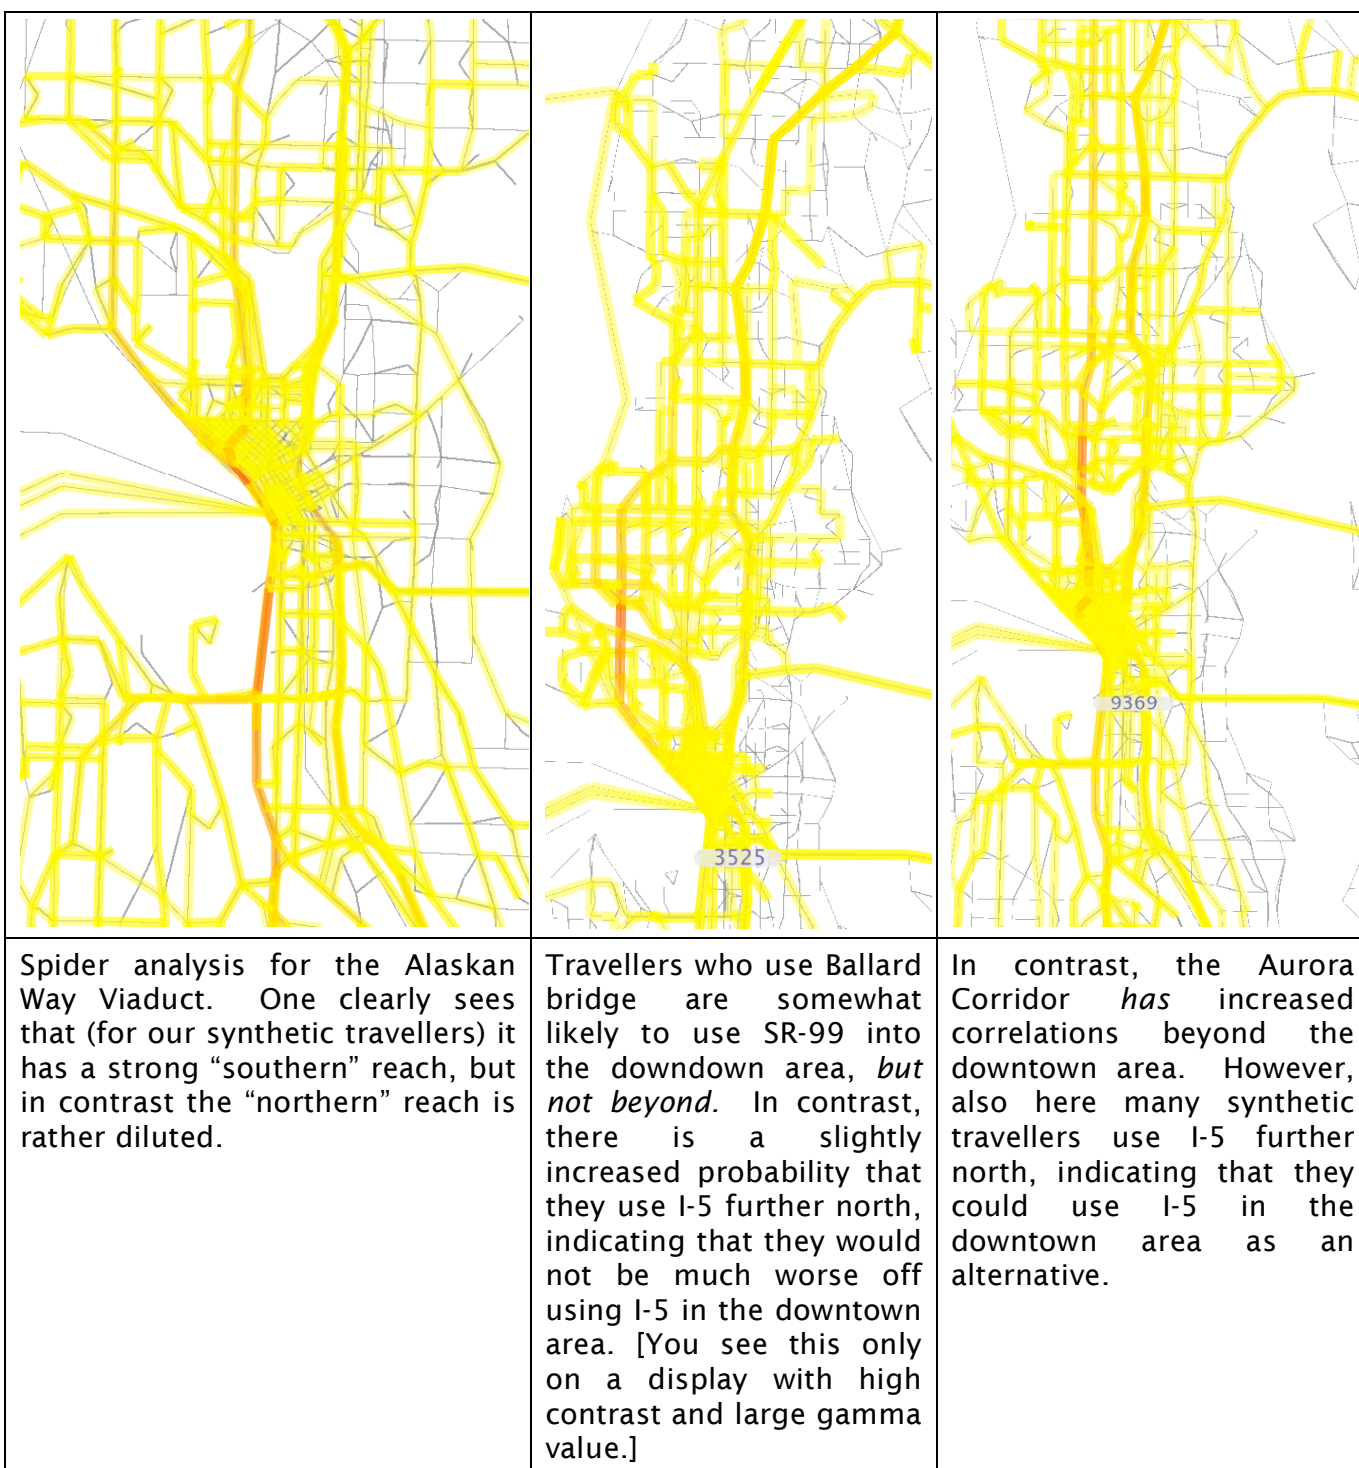 3525
9369
Spider analysis for the Alaskan
Way Viaduct. One clearly sees
that (for our synthetic travellers) it
has a strong “southern” reach, but
in contrast the “northern” reach is
rather diluted.
Travellers who use Ballard
bridge are somewhat
likely to use SR-99 into
the downdown area, but
not beyond. In contrast,
there is a slightly
increased probability that
they use I-5 further north,
indicating that they would
not be much worse off
using I-5 in the downtown
area. [You see this only
on a display with high
contrast and large gamma
value.]
In contrast, the Aurora
Corridor has increased
correlations beyond the
downtown area. However,
also here many synthetic
travellers use I-5 further
north, indicating that they
could use I-5 in the
downtown area as an
alternative.